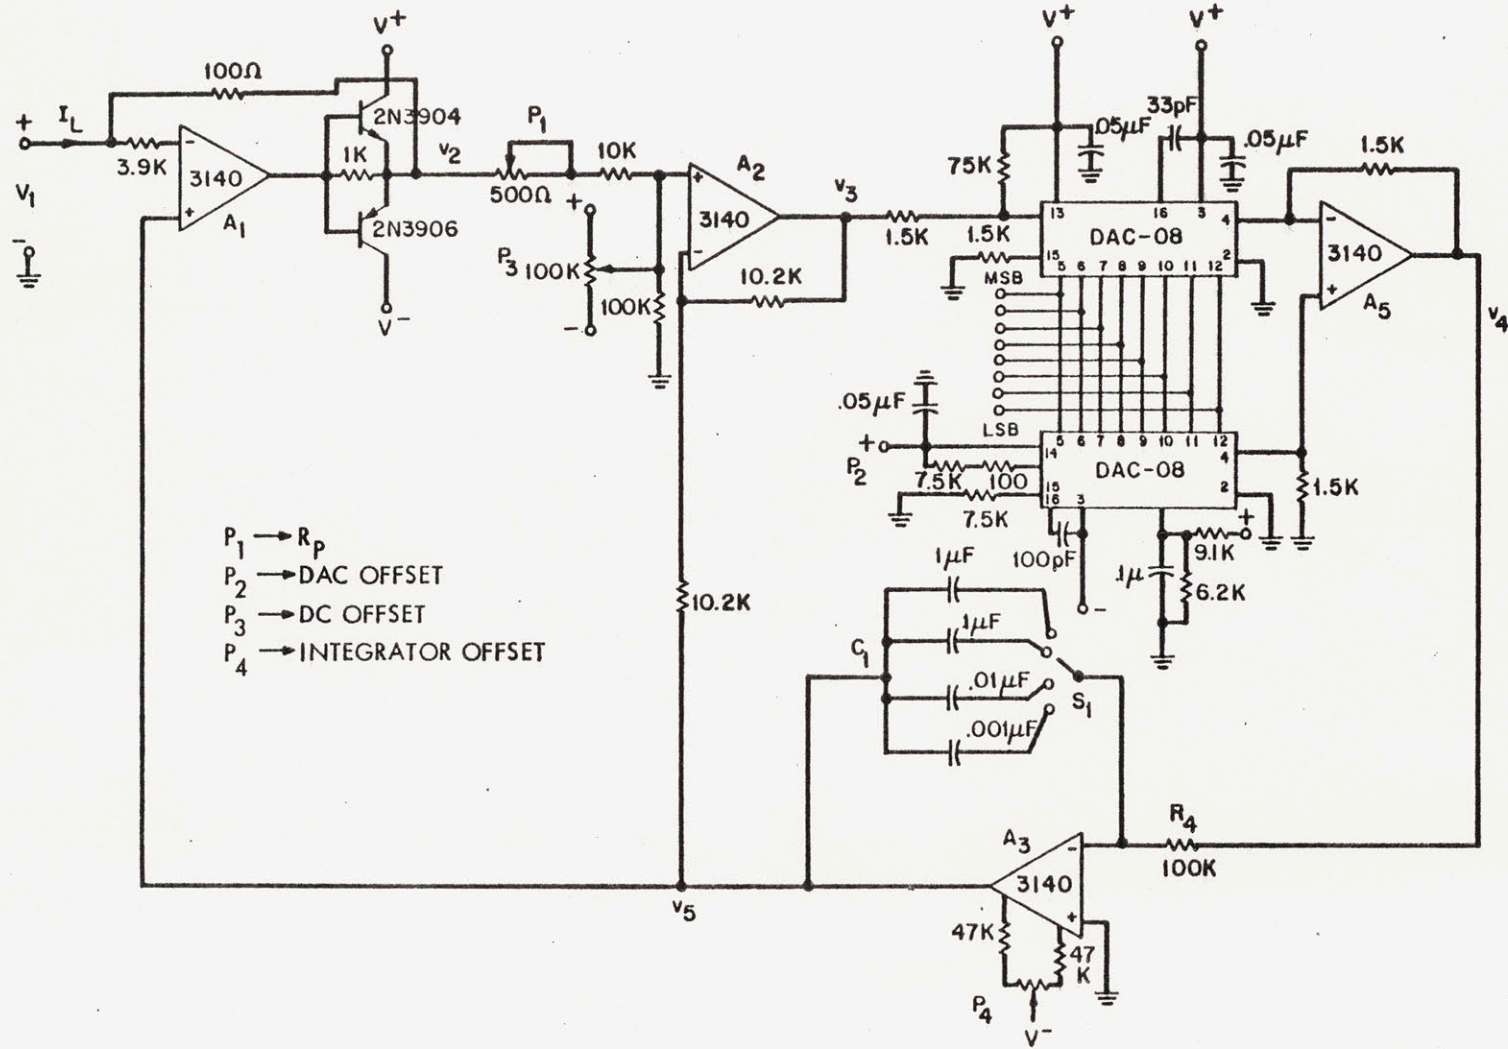 V+
V+
V+
100Ω
I_L
+
3.9K
-
3140
+
A1
V1
-
2N3904
1K
2N3906
V-
v2
P1
500Ω
10K
+
P3 100K
-
100K
A2
+
3140
-
10.2K
v3
1.5K
75K
.05μF
33pF
.05μF
13
16
3
4
DAC-08
1.5K
15
2
5 6 7 8 9 10 11 12
MSB
LSB
1.5K
-
3140
+
A5
v4
.05μF
+
P2
7.5K
100
7.5K
5 6 7 8 9 10 11 12
14
4
DAC-08
15
2
16
3
1.5K
100pF
-
.1μ
9.1K
+
6.2K
10.2K
P1 → RP
P2 → DAC OFFSET
P3 → DC OFFSET
P4 → INTEGRATOR OFFSET
1μF
1μF
C1
.01μF
.001μF
S1
R4
100K
A3
-
3140
+
v5
47K
47
K
P4
V-